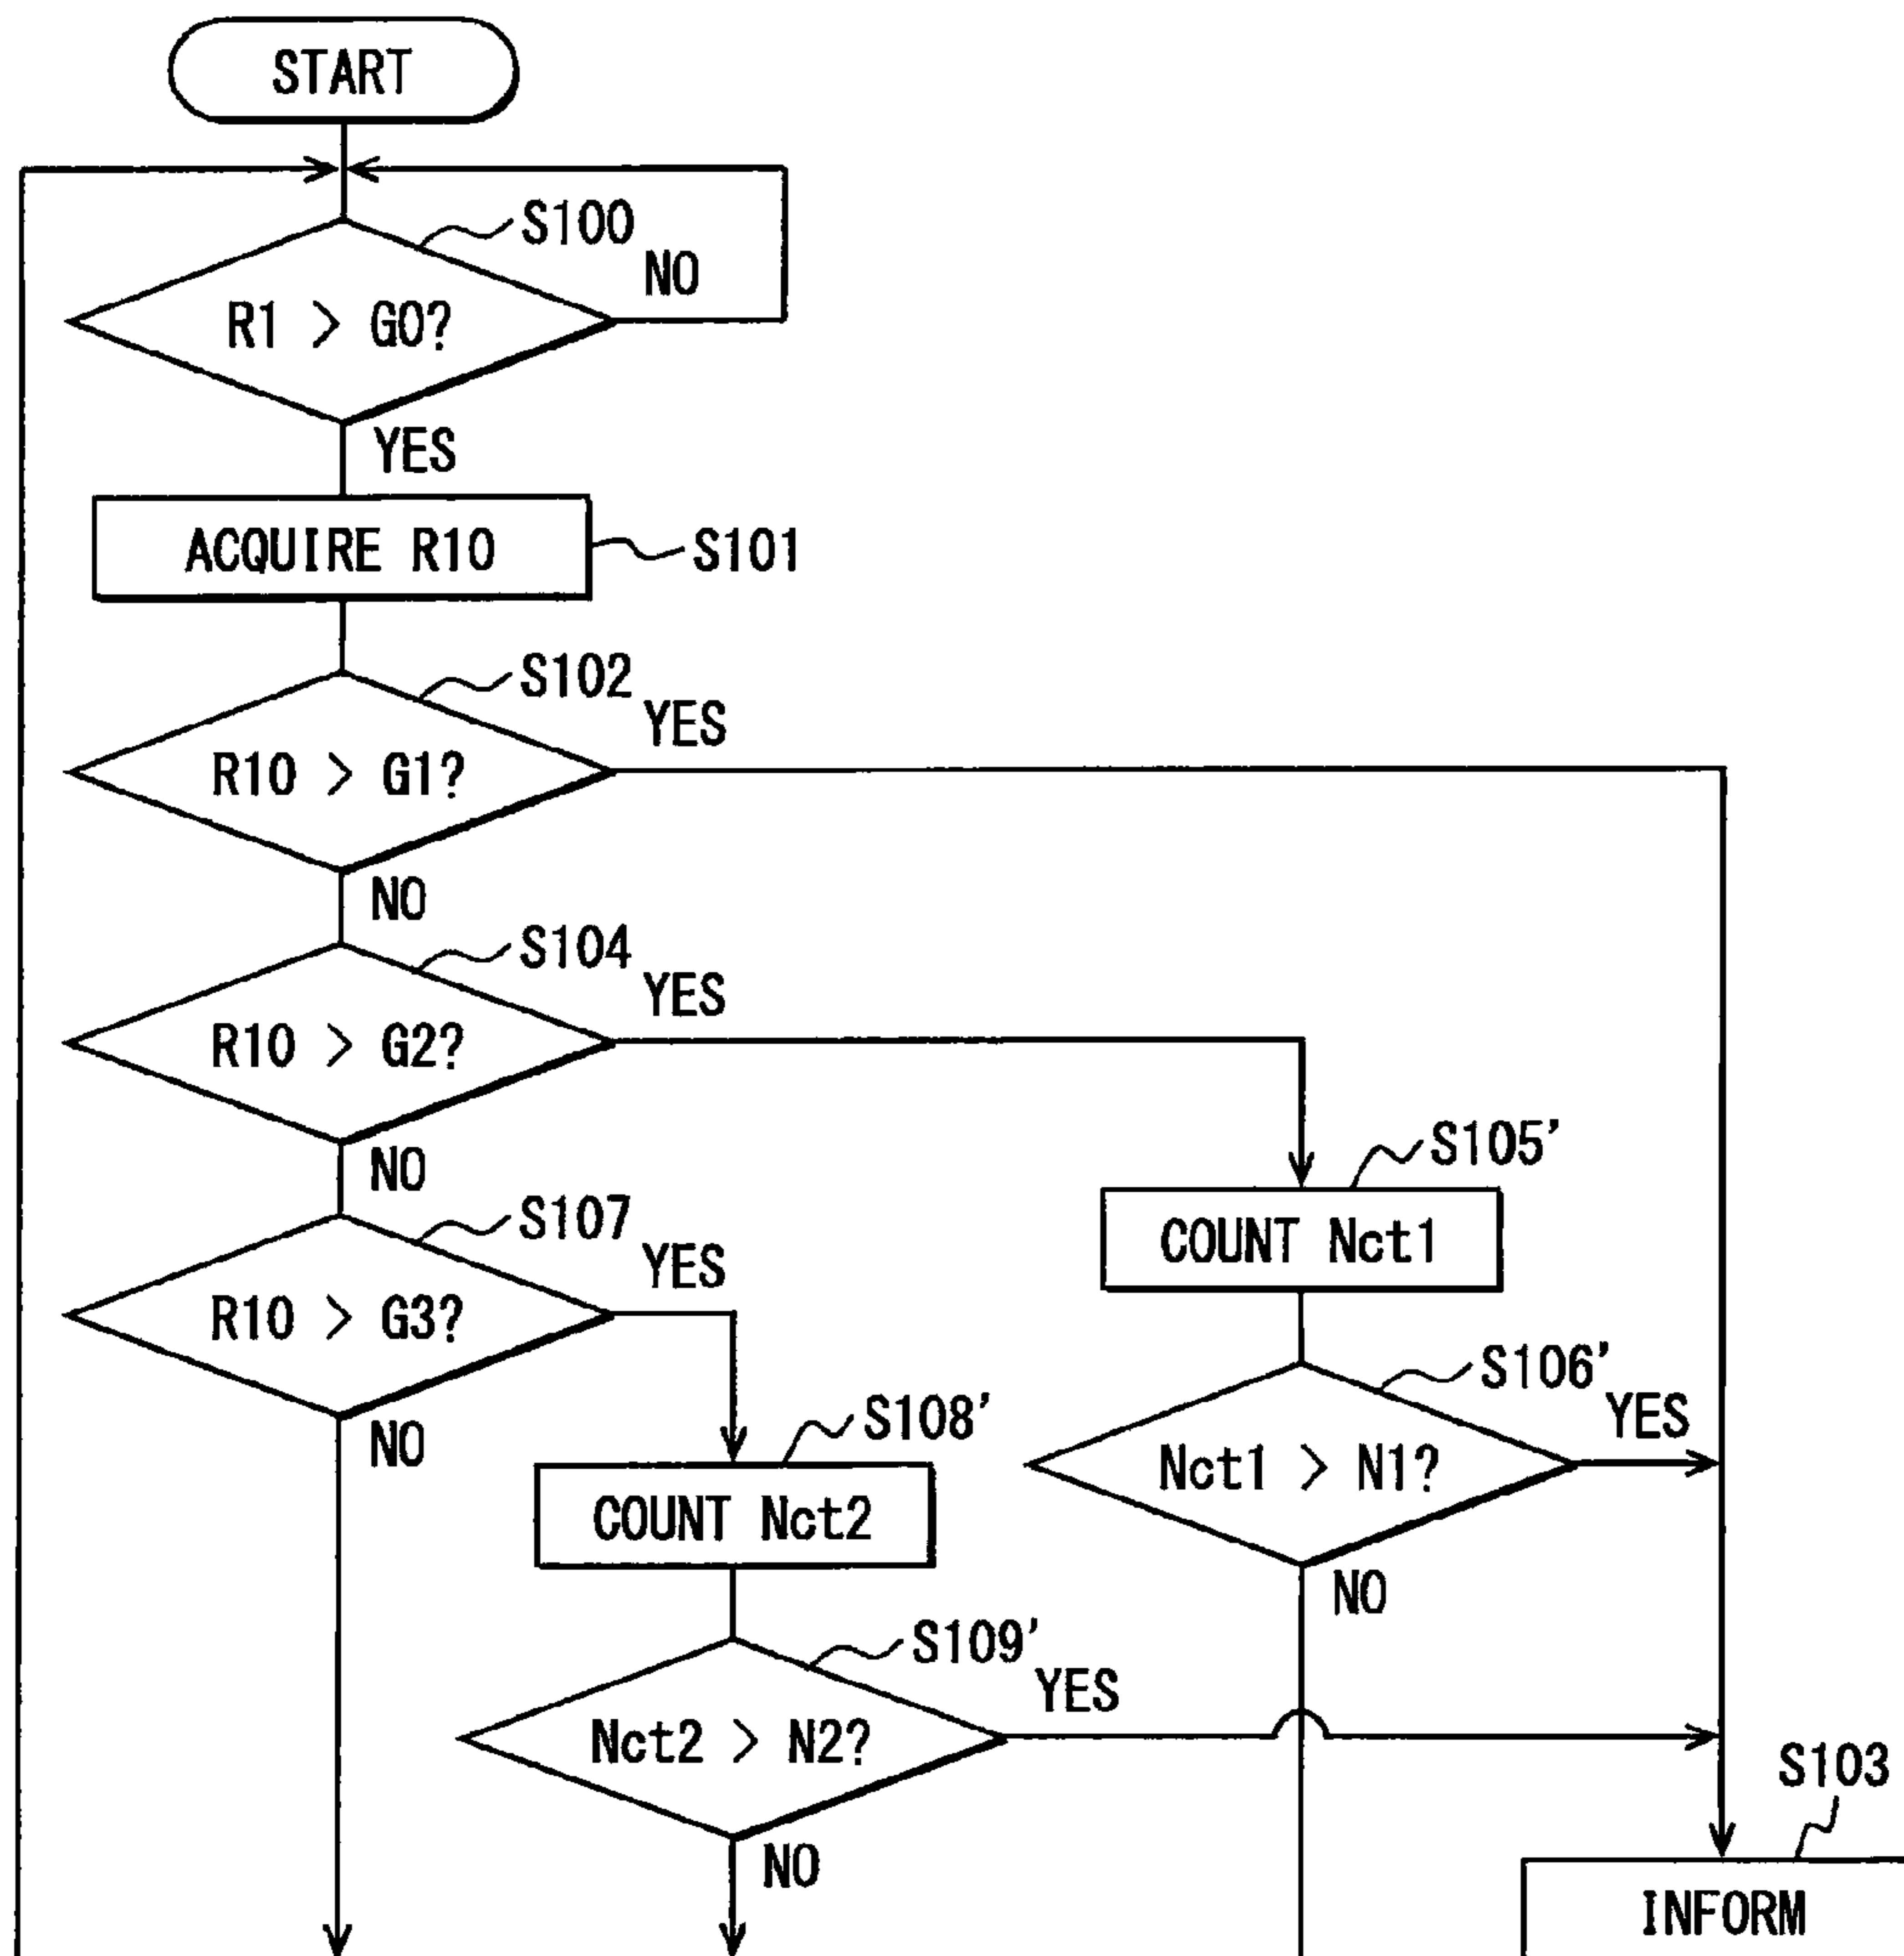 START
S100
NO
R1 > G0?
YES
ACQUIRE R10
S101
S102
YES
R10 > G1?
NO
S104
YES
R10 > G2?
NO
S105'
COUNT Nct1
S107
YES
R10 > G3?
NO
S106'
YES
Nct1 > N1?
NO
S108'
COUNT Nct2
S109'
YES
Nct2 > N2?
NO
S103
INFORM